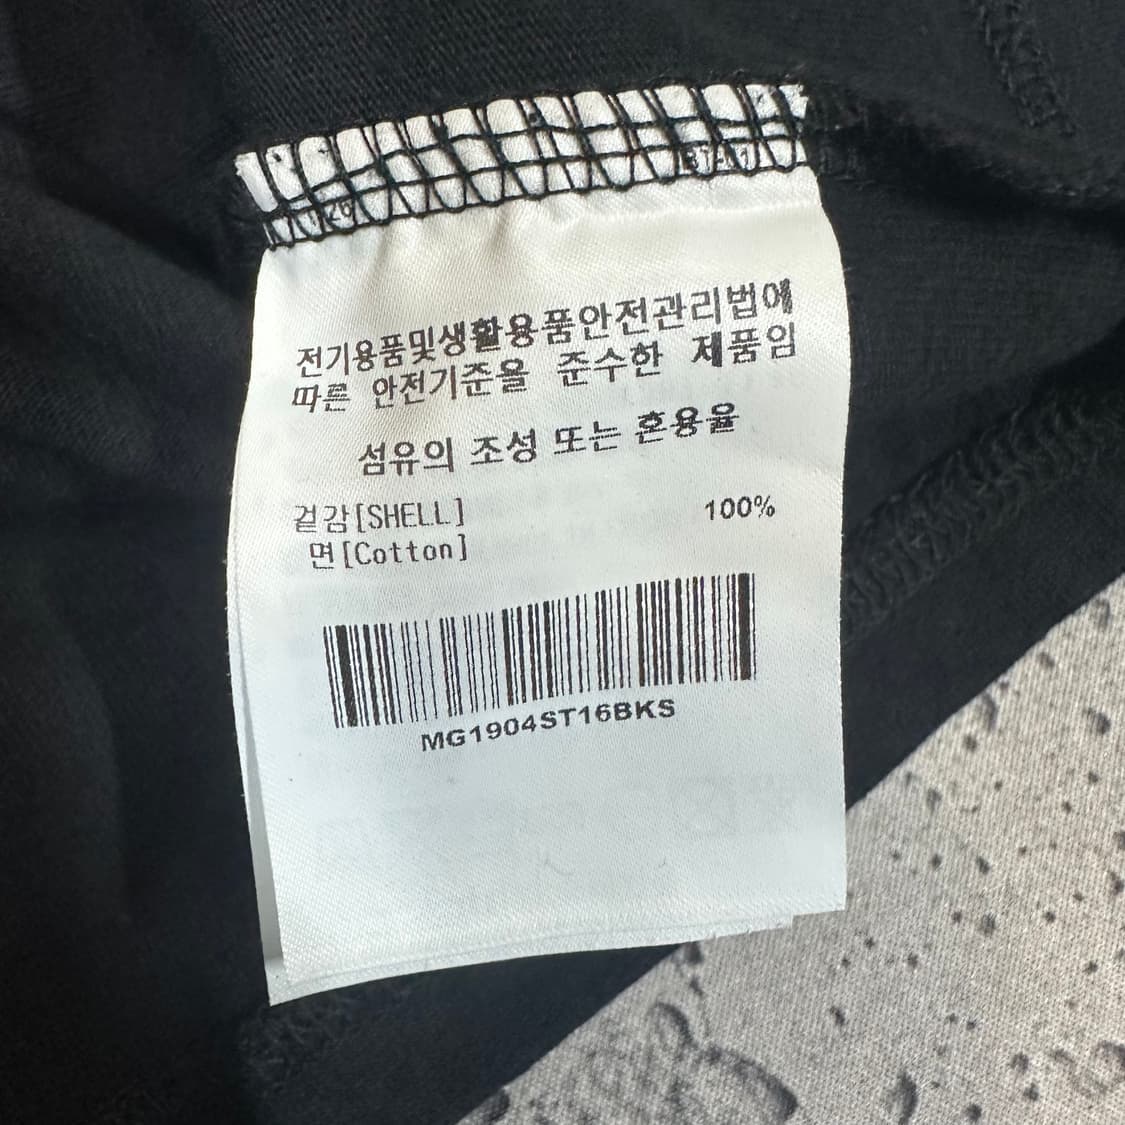 전기용품및생활용품안전관리법에
따른 안전기준을 준수한 제품임
섬유의 조성 또는 혼용율
겉감[SHELL] 100%
면[Cotton]
MG1904ST16BKS